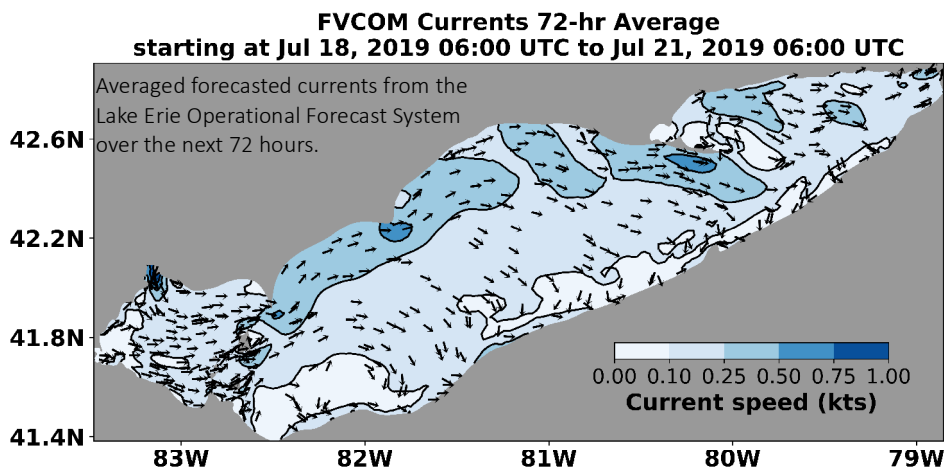 FVCOM Currents 72-hr Average
starting at Jul 18, 2019 06:00 UTC to Jul 21, 2019 06:00 UTC
Averaged forecasted currents from the
Lake Erie Operational Forecast System
over the next 72 hours.
42.6N
42.2N
41.8N
41.4N
0.00 0.10 0.25 0.50 0.75 1.00
Current speed (kts)
83W 82W 81W 80W 79W